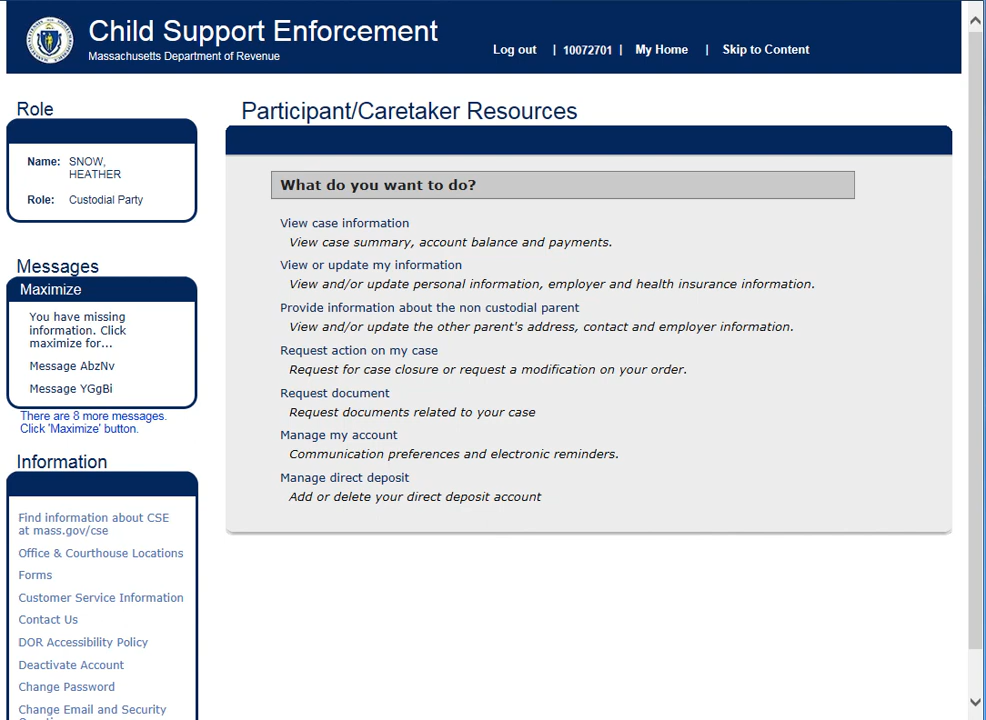 Child Support Enforcement
Massachusetts Department of Revenue
Log out | 10072701 | My Home | Skip to Content
Role
Name: SNOW,
HEATHER
Role: Custodial Party
Messages
Maximize
You have missing
information. Click
maximize for...
Message AbzNv
Message YGgBi
There are 8 more messages.
Click 'Maximize' button.
Information
Find information about CSE
at mass.gov/cse
Office & Courthouse Locations
Forms
Customer Service Information
Contact Us
DOR Accessibility Policy
Deactivate Account
Change Password
Change Email and Security
Participant/Caretaker Resources
What do you want to do?
View case information
View case summary, account balance and payments.
View or update my information
View and/or update personal information, employer and health insurance information.
Provide information about the non custodial parent
View and/or update the other parent's address, contact and employer information.
Request action on my case
Request for case closure or request a modification on your order.
Request document
Request documents related to your case
Manage my account
Communication preferences and electronic reminders.
Manage direct deposit
Add or delete your direct deposit account